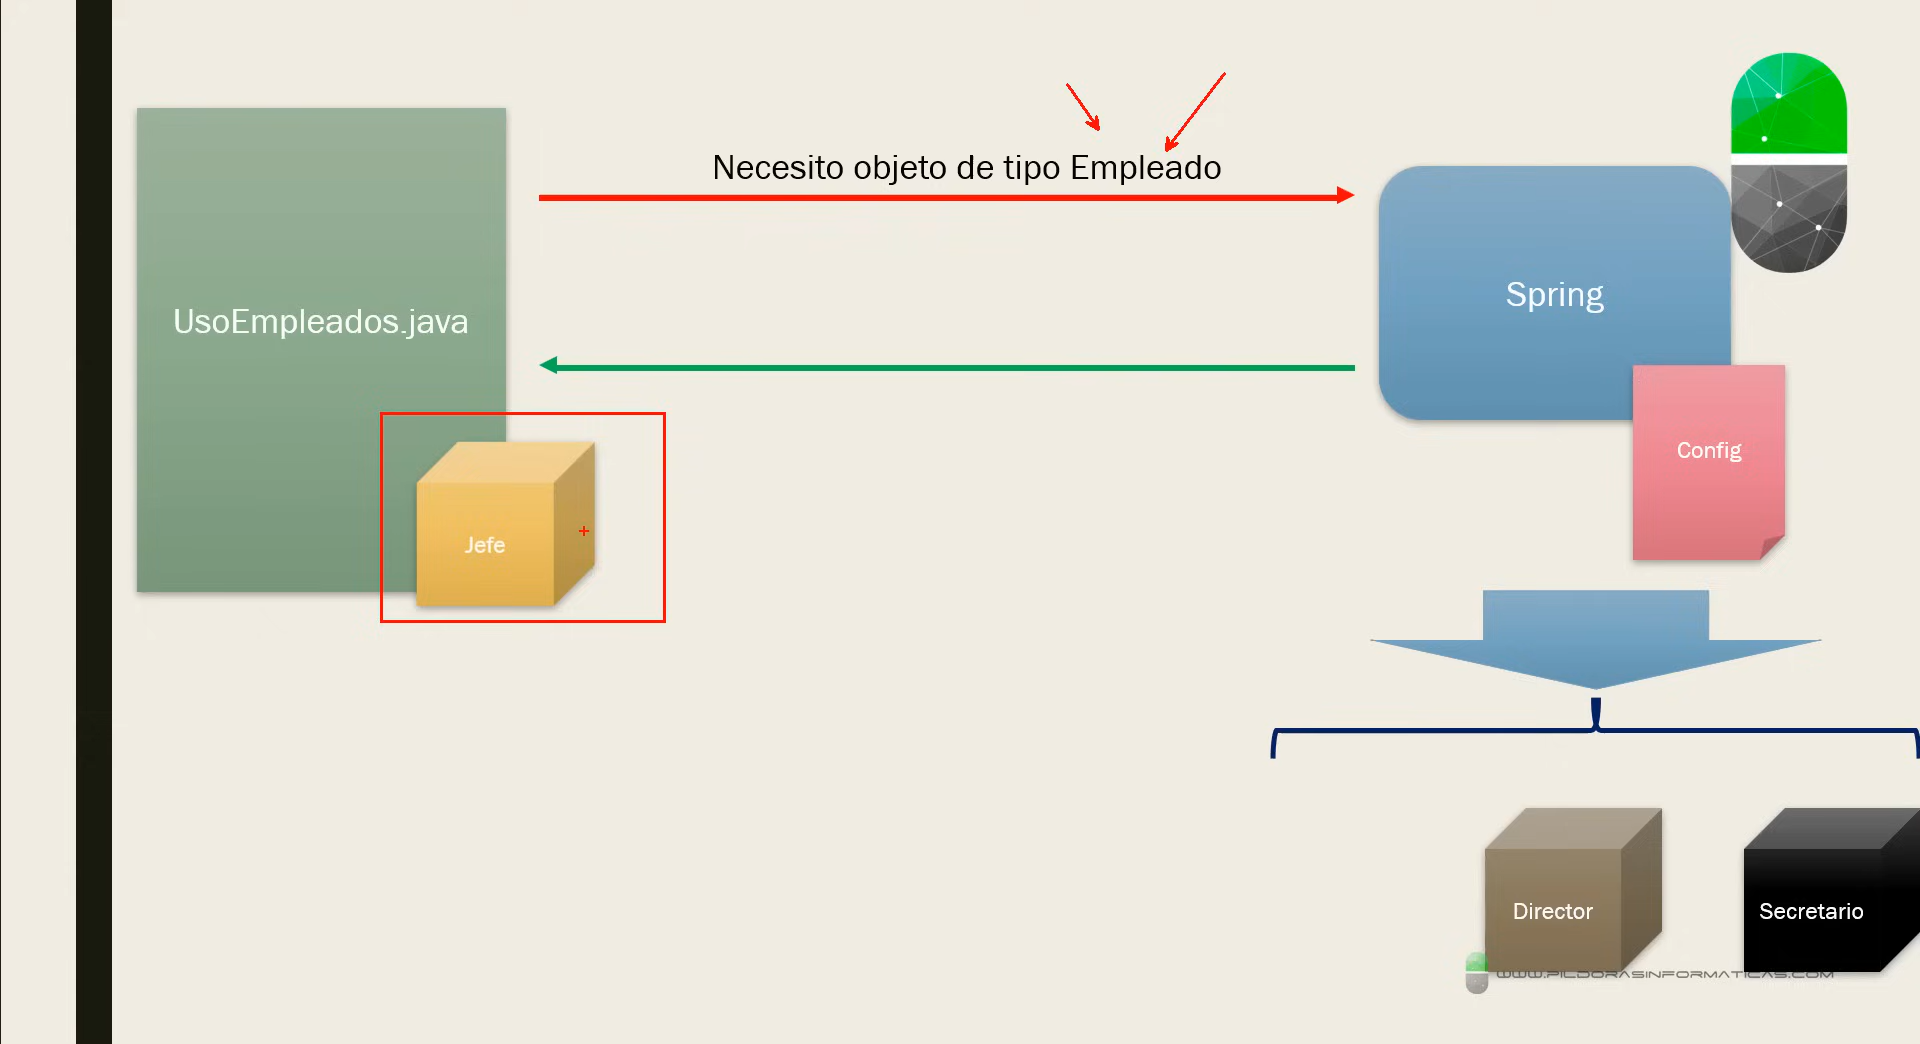 Necesito objeto de tipo Empleado
UsoEmpleados.java
Spring
Config
Jefe
Director
Secretario
WWW.PILDORASINFORMATICAS.COM